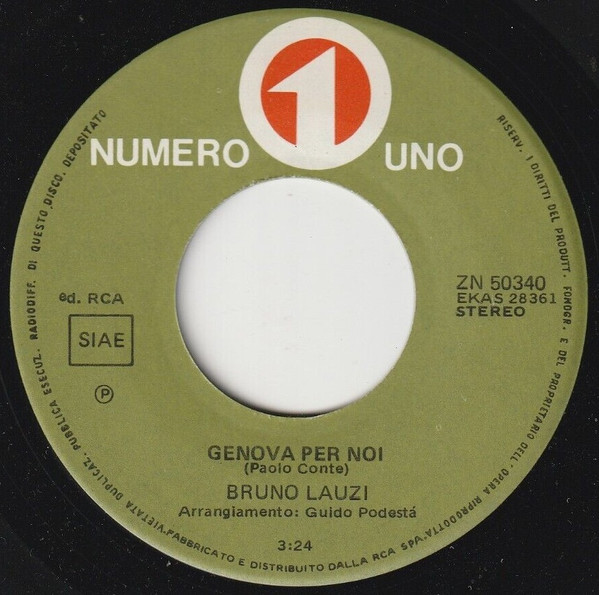 1
NUMERO UNO
ed. RCA
SIAE
℗
ZN 50340
EKAS 28361
STEREO
GENOVA PER NOI
(Paolo Conte)
BRUNO LAUZI
Arrangiamento: Guido Podestá
3:24
RISERV. I DIRITTI DEL PRODUTT. FONOGR. E DEL PROPRIETARIO DELL'OPERA RIPRODOTTA. VIETATA DUPLICAZ. PUBBLICA ESECUZ. RADIODIFF. DI QUESTO DISCO. DEPOSITATO
FABBRICATO E DISTRIBUITO DALLA RCA SPA.